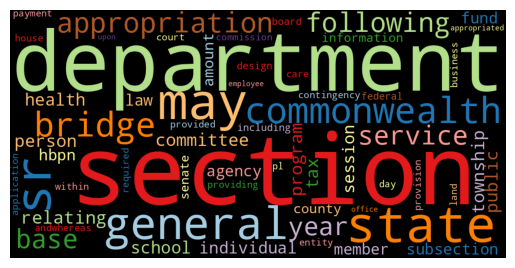 payment upon court commission board fund appropriated
house appropriation following
department
amount information business
design care employee contingency federal
health law may commonwealth
bridge provided including
person committee service
hbpn section
sr senate agency program tax session
application required relating providing pl day provision land township public
within general state
andwhereas county year office
base school individual entity member subsection